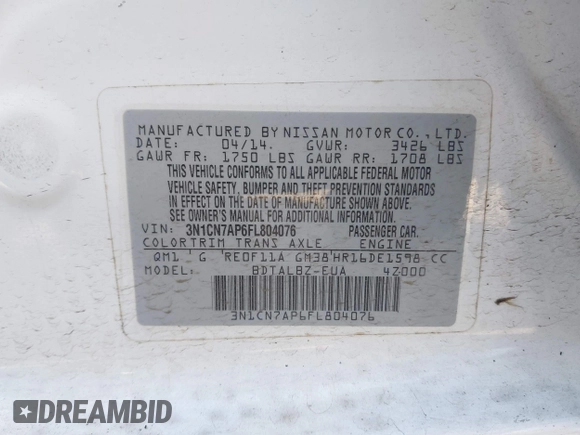 MANUFACTURED BY NISSAN MOTOR CO., LTD.
DATE: 04/14. GVWR: 3426 LBS
GAWR FR: 1750 LBS GAWR RR: 1708 LBS
THIS VEHICLE CONFORMS TO ALL APPLICABLE FEDERAL MOTOR
VEHICLE SAFETY, BUMPER AND THEFT PREVENTION STANDARDS
IN EFFECT ON THE DATE OF MANUFACTURE SHOWN ABOVE.
SEE OWNER'S MANUAL FOR ADDITIONAL INFORMATION.
VIN: 3N1CN7AP6FL804076 PASSENGER CAR.
COLOR TRIM TRANS AXLE ENGINE
QM1 G RE0F11A GM38 HR16DE1598 CC
MODEL: BDTALBZ-EUA 4Z000
3N1CN7AP6FL804076
DREAMBID